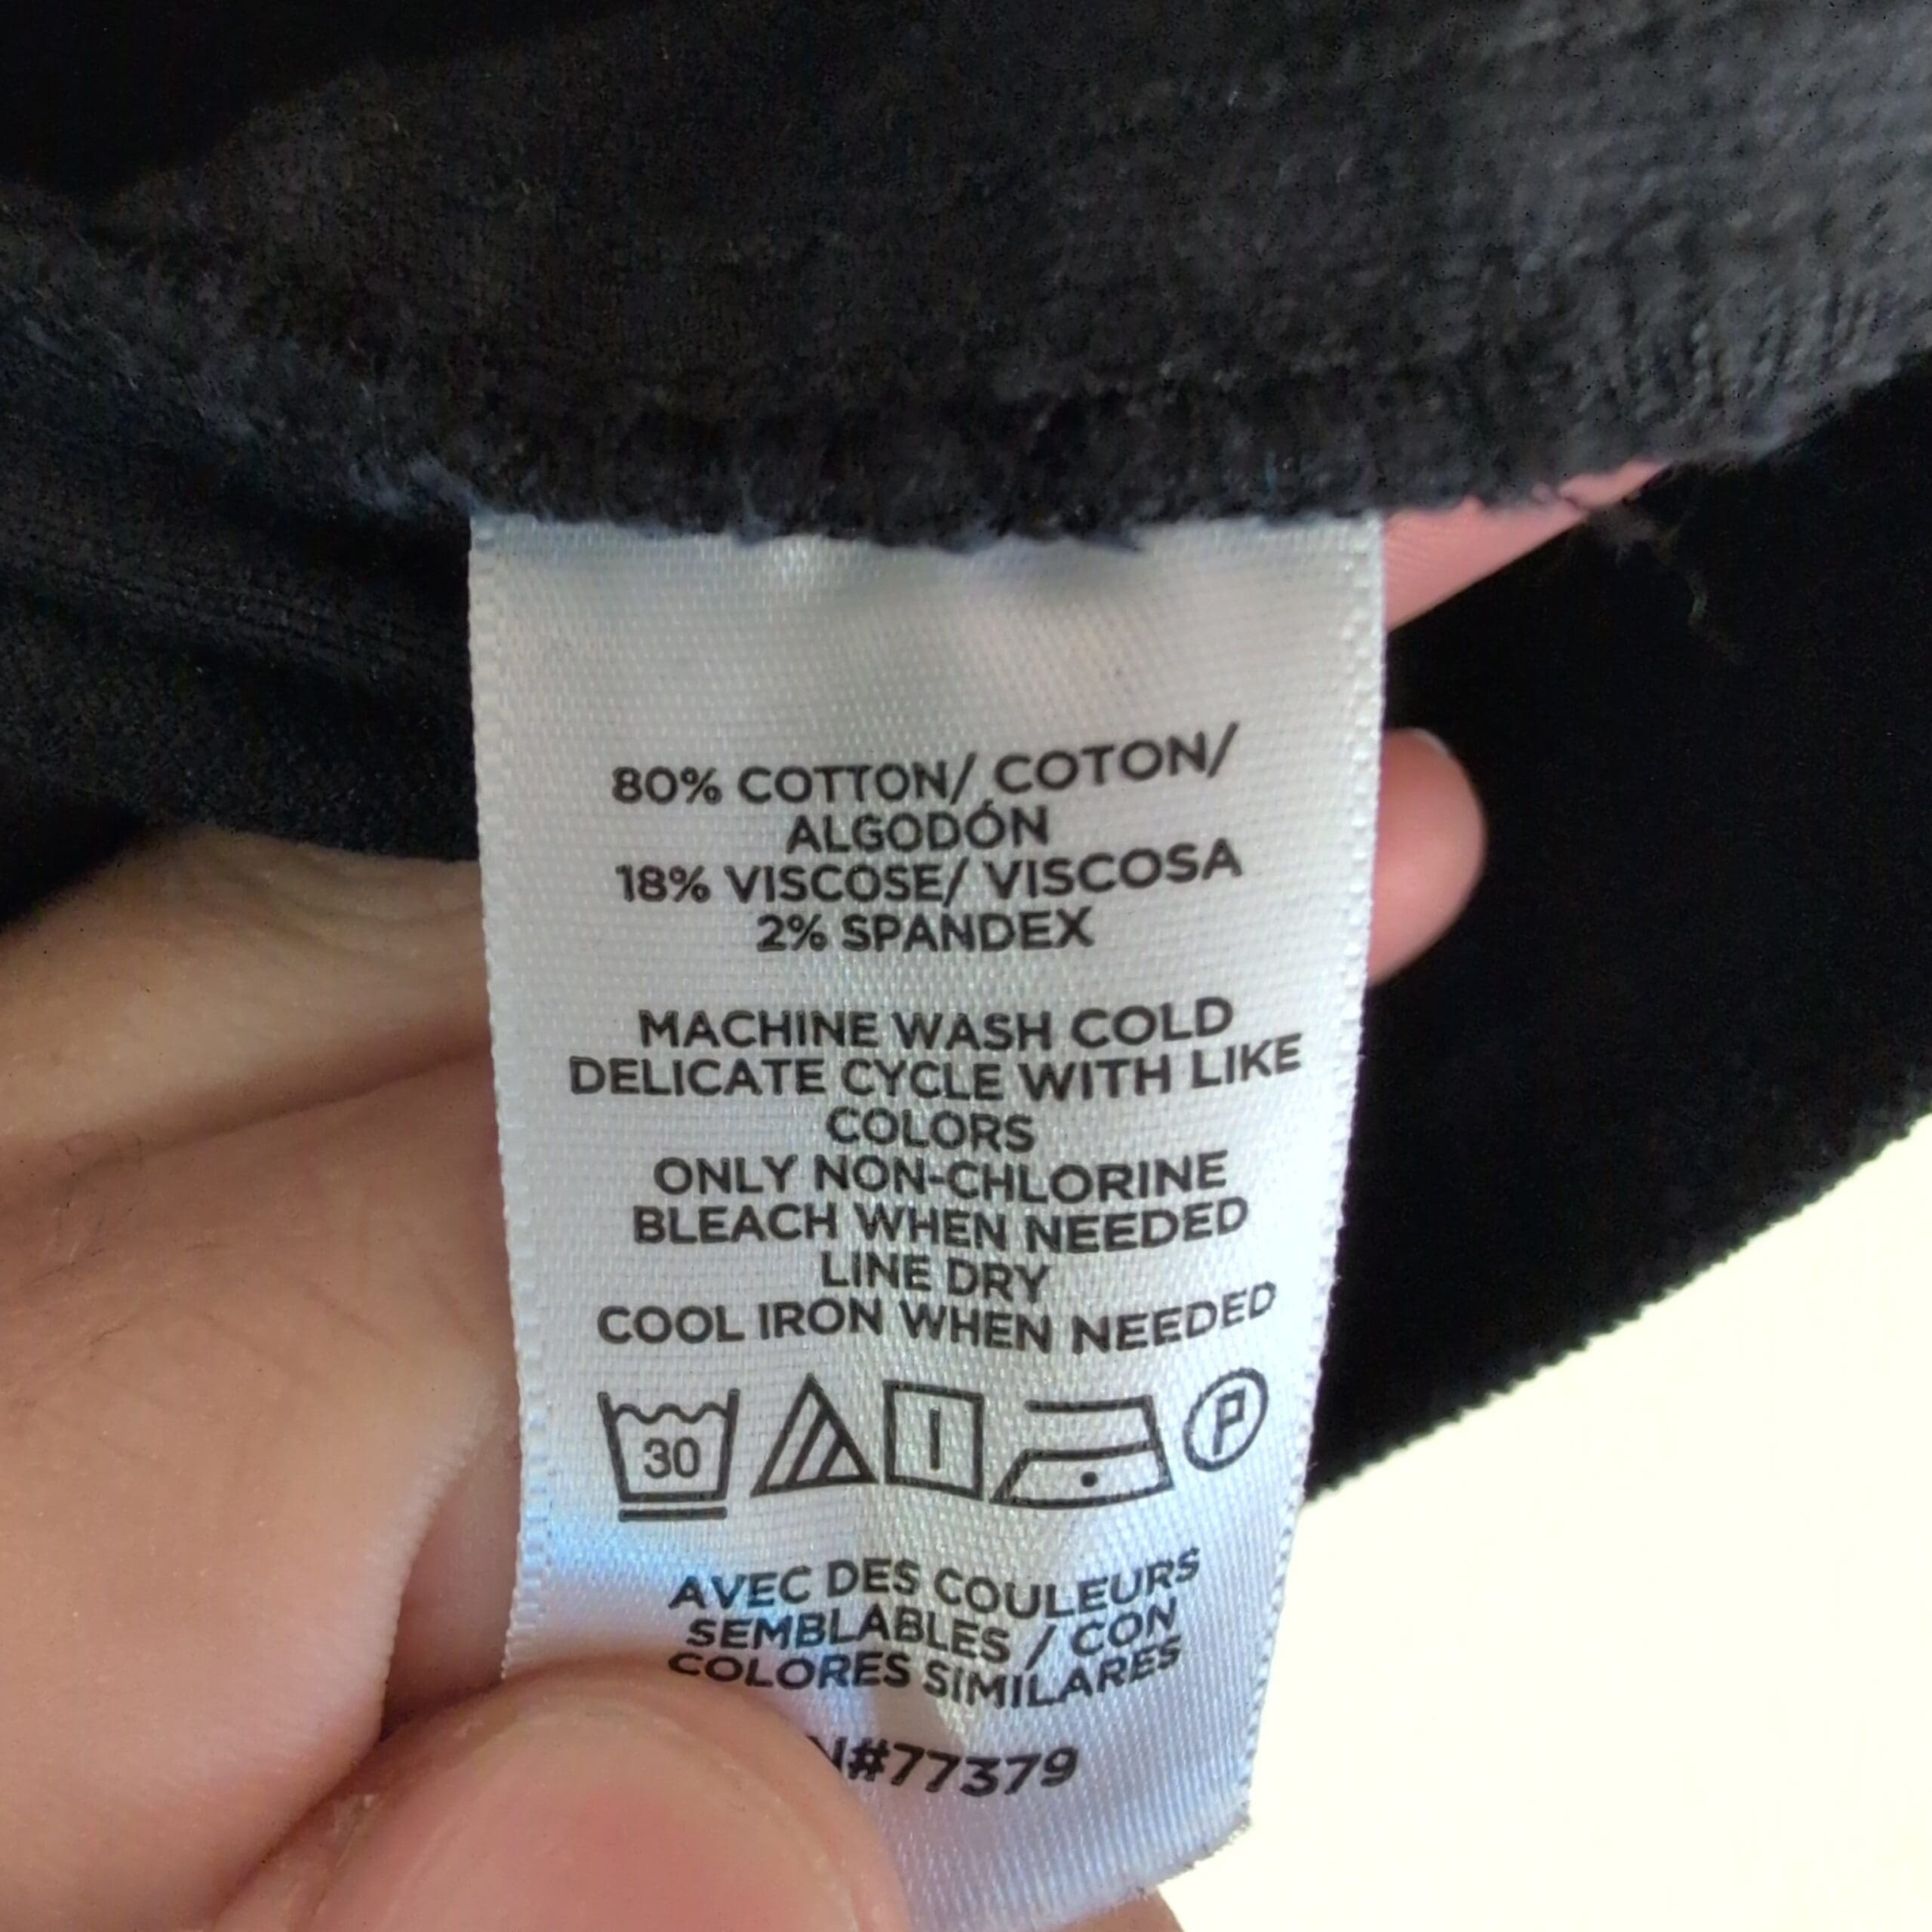 80% COTTON/ COTON/
ALGODÓN
18% VISCOSE/ VISCOSA
2% SPANDEX
MACHINE WASH COLD
DELICATE CYCLE WITH LIKE
COLORS
ONLY NON-CHLORINE
BLEACH WHEN NEEDED
LINE DRY
COOL IRON WHEN NEEDED
30 P
AVEC DES COULEURS
SEMBLABLES / CON
COLORES SIMILARES
#77379